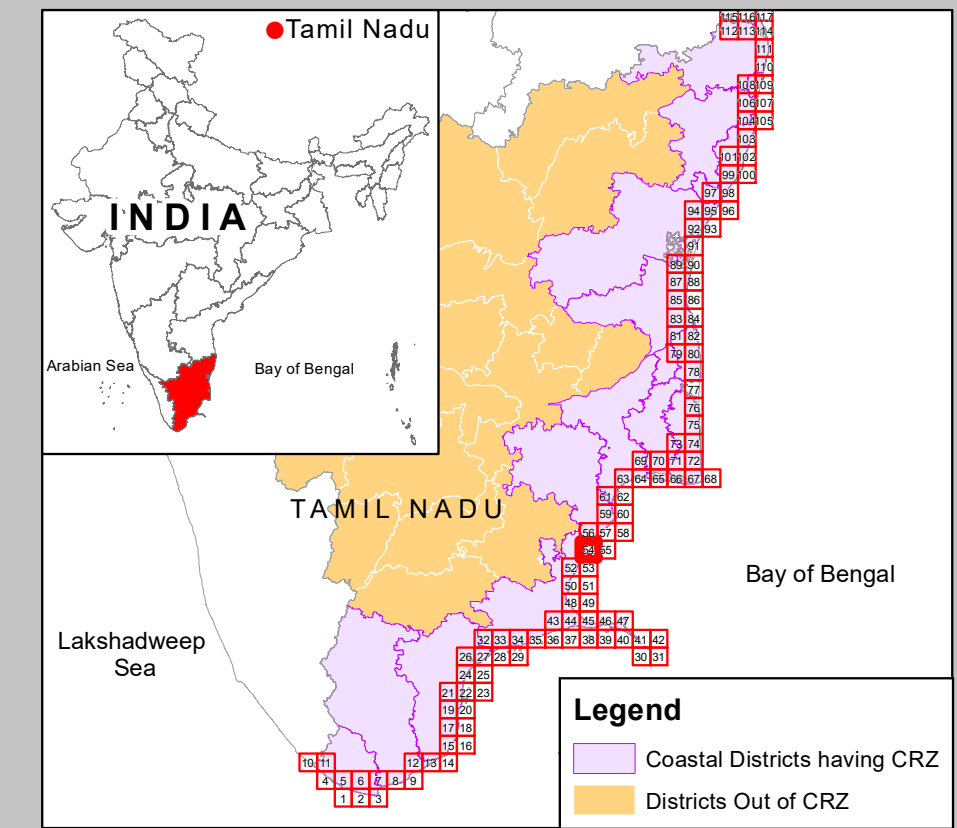 Tamil Nadu
INDIA
Arabian Sea
Bay of Bengal
115 116 117
112 113 114
111
110
108 109
106 107
104 105
103
101 102
99 100
97 98
94 95 96
92 93
91
89 90
87 88
85 86
83 84
81 82
79 80
78
77
76
75
73 74
69 70 71 72
63 64 65 66 67 68
61 62
TAMIL NADU
59 60
56 57 58
54 55
52 53
Bay of Bengal
50 51
48 49
43 44 45 46 47
Lakshadweep
Sea
32 33 34 35 36 37 38 39 40 41 42
26 27 28 29 30 31
24 25
21 22 23
19 20
17 18
15 16
10 11 12 13 14
4 5 6 7 8 9
1 2 3
Legend
Coastal Districts having CRZ
Districts Out of CRZ